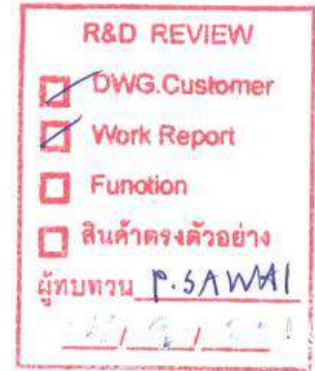 R&D REVIEW
DWG.Customer
Work Report
Function
สินค้าตรงตัวอย่าง
ผู้ทบทวน P. SAWAI